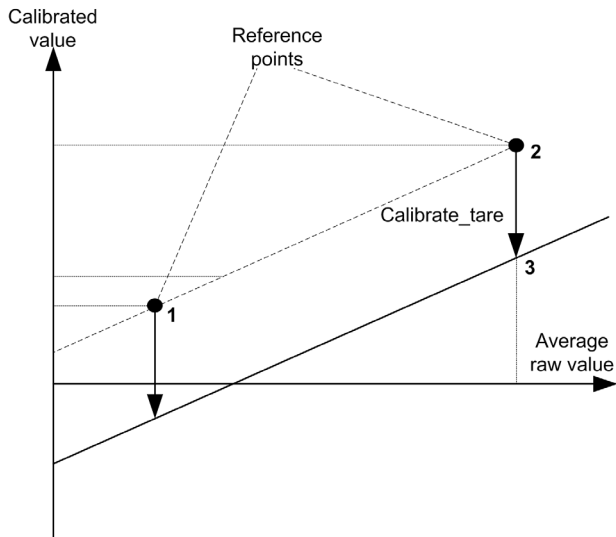 Calibrated
value
Reference
points
2
Calibrate_tare
3
1
Average
raw value